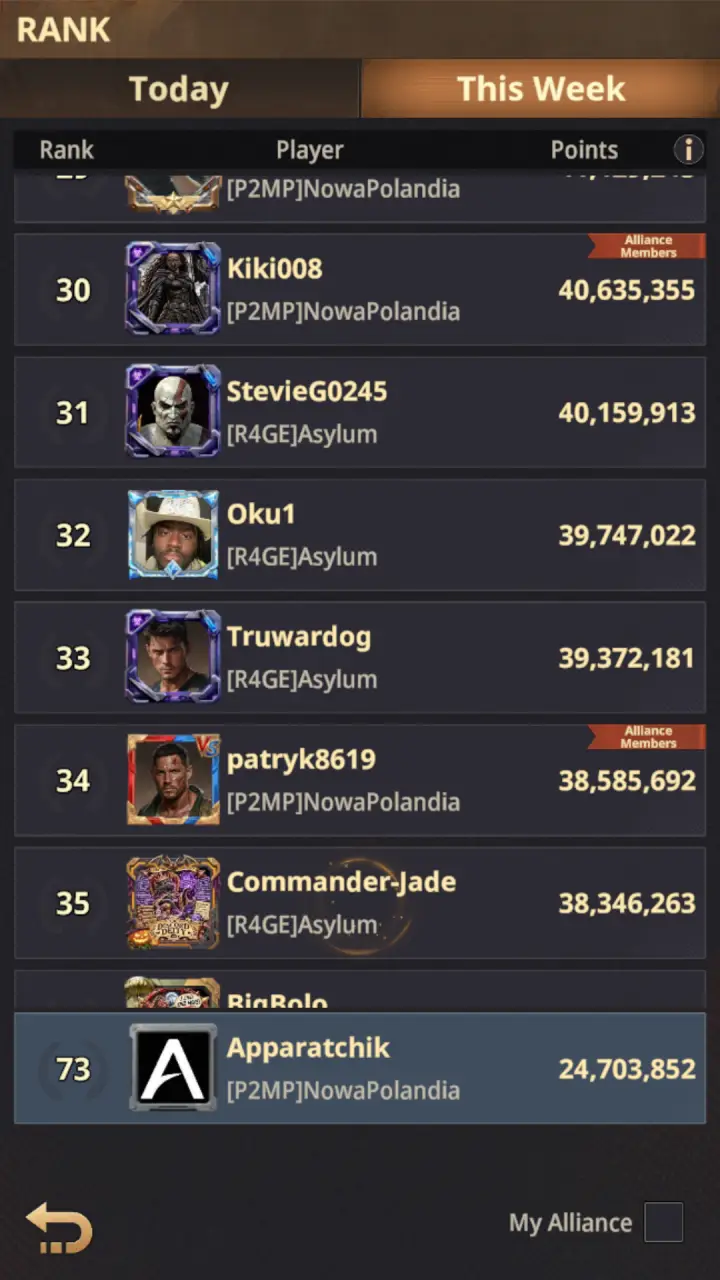 RANK
Today
This Week
Rank
Player
Points
[P2MP]NowaPolandia
30
Kiki008
[P2MP]NowaPolandia
Alliance
Members
40,635,355
31
StevieG0245
[R4GE]Asylum
40,159,913
32
Oku1
[R4GE]Asylum
39,747,022
33
Truwardog
[R4GE]Asylum
39,372,181
34
VS
patryk8619
[P2MP]NowaPolandia
Alliance
Members
38,585,692
35
Commander-Jade
[R4GE]Asylum
38,346,263
BigBolo
73
Apparatchik
[P2MP]NowaPolandia
24,703,852
My Alliance